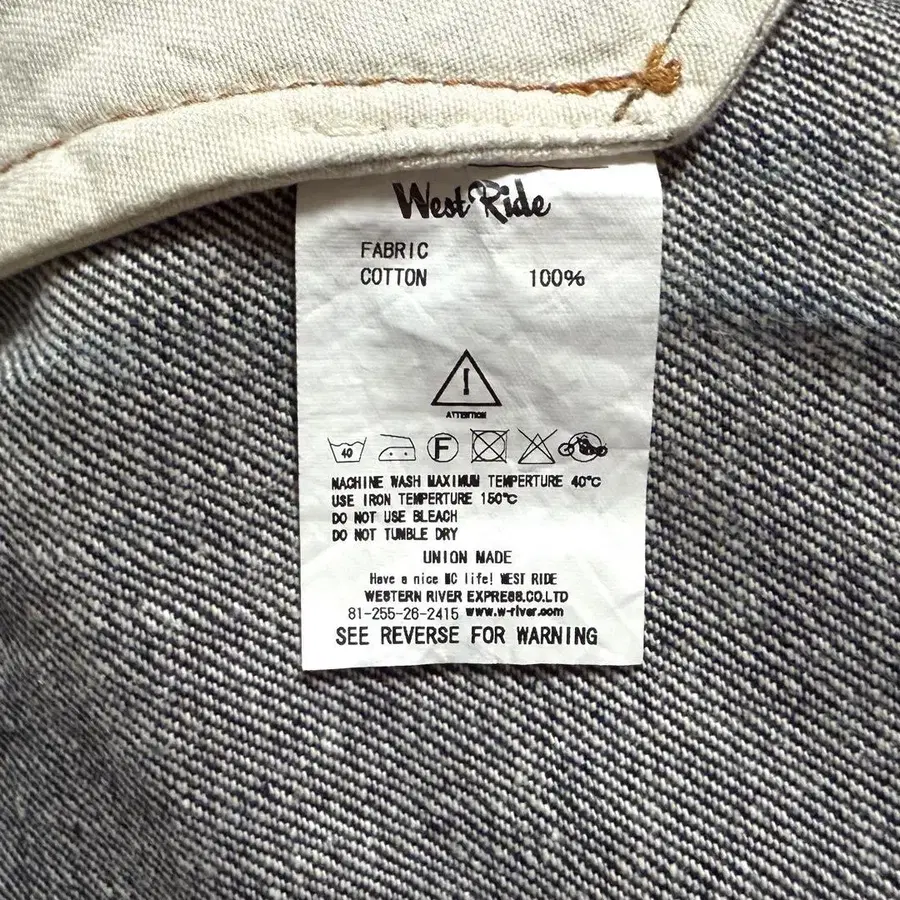 West Ride
FABRIC
COTTON 100%
ATTENTION
40 F
MACHINE WASH MAXIMUM TEMPERTURE 40℃
USE IRON TEMPERTURE 150℃
DO NOT USE BLEACH
DO NOT TUMBLE DRY
UNION MADE
Have a nice MC life! WEST RIDE
WESTERN RIVER EXPRESS.CO.LTD
81-255-26-2415 www.w-river.com
SEE REVERSE FOR WARNING